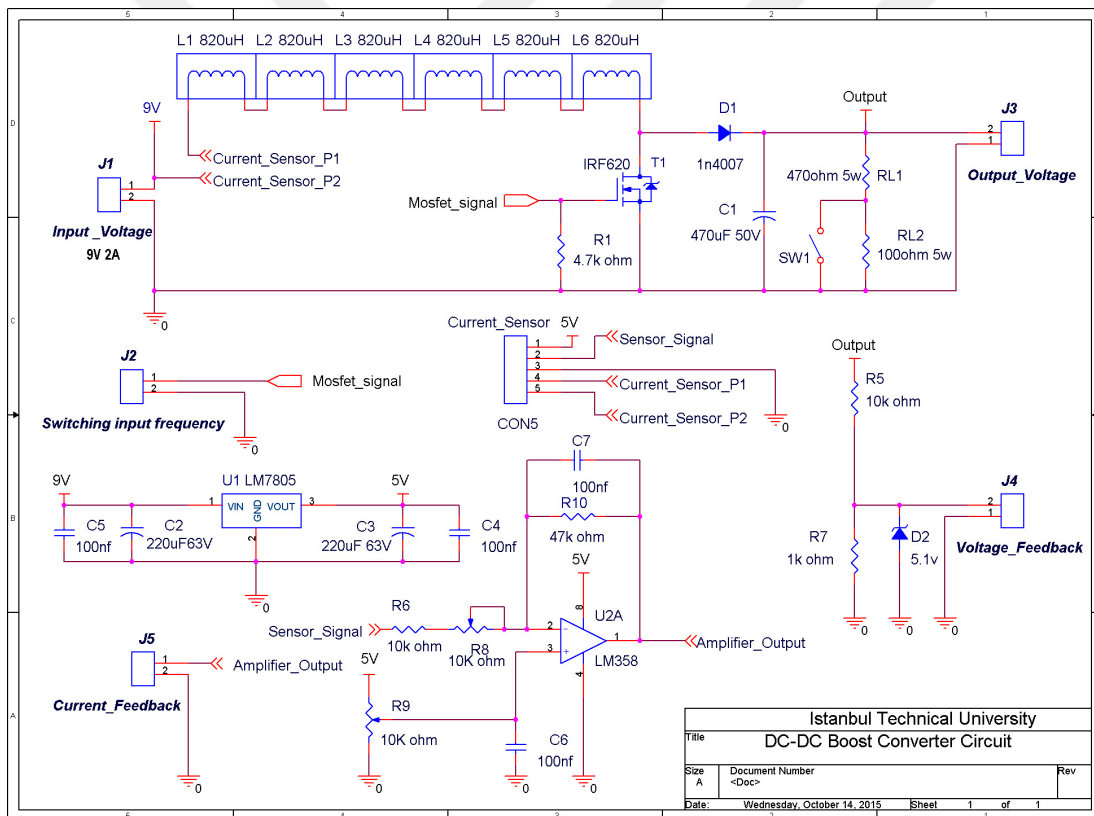 5 4 3 2 1
L1 820uH L2 820uH L3 820uH L4 820uH L5 820uH L6 820uH
D
9V
J1
1
2
Input _Voltage
9V 2A
Current_Sensor_P1
Current_Sensor_P2
0
Mosfet_signal
IRF620
T1
R1
4.7k ohm
D1
1n4007
C1
470uF 50V
Output
470ohm 5w
RL1
SW1
RL2
100ohm 5w
J3
2
1
Output_Voltage
C
J2
1
2
Mosfet_signal
Switching input frequency
0
Current_Sensor
5V
1
2
3
4
5
CON5
Sensor_Signal
Current_Sensor_P1
Current_Sensor_P2
0
Output
R5
10k ohm
R7
1k ohm
D2
5.1v
J4
2
1
Voltage_Feedback
0
0
0
B
9V
U1 LM7805
1
VIN
GND
VOUT
3
2
5V
C5
100nf
C2
220uF63V
C3
220uF 63V
C4
100nf
0
C7
100nf
R10
47k ohm
5V
8
U2A
Sensor_Signal
R6
10k ohm
R8
10K ohm
2
-
3
+
1
LM358
4
Amplifier_Output
0
J5
1
2
Amplifier_Output
Current_Feedback
0
A
5V
R9
10K ohm
0
C6
100nf
0
Istanbul Technical University
Title
DC-DC Boost Converter Circuit
Size
A
Document Number
<Doc>
Rev
Date:
Wednesday, October 14, 2015
Sheet 1 of 1
5 4 3 2 1
D
C
B
A